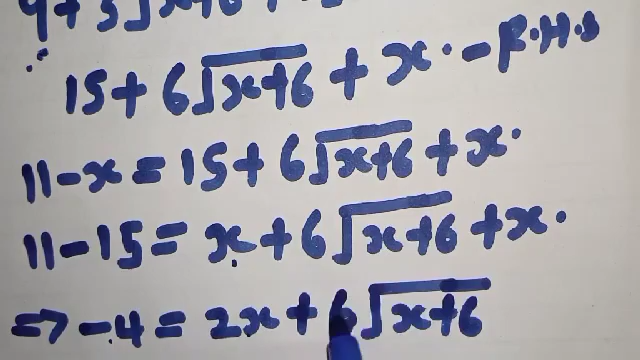 15 + 6√x+6 + x. - R.H.S
11 - x = 15 + 6√x+6 + x.
11 - 15 = x + 6√x+6 + x.
⇒ -4 = 2x + 6√x+6